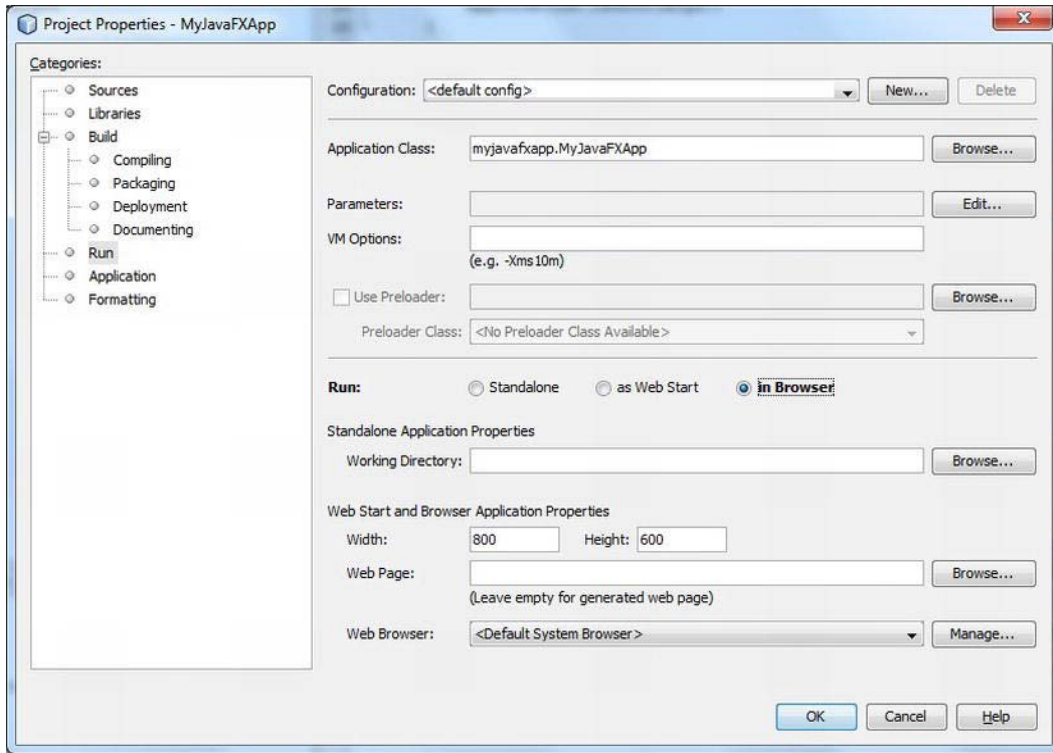 Project Properties - MyJavaFXApp
Categories:
Sources
Libraries
Build
Compiling
Packaging
Deployment
Documenting
Run
Application
Formatting
Configuration: <default config> New... Delete
Application Class: myjavafxapp.MyJavaFXApp Browse...
Parameters: Edit...
VM Options:
(e.g. -Xms10m)
Use Preloader: Browse...
Preloader Class: <No Preloader Class Available>
Run: Standalone as Web Start in Browser
Standalone Application Properties
Working Directory: Browse...
Web Start and Browser Application Properties
Width: 800 Height: 600
Web Page: Browse...
(Leave empty for generated web page)
Web Browser: <Default System Browser> Manage...
OK Cancel Help